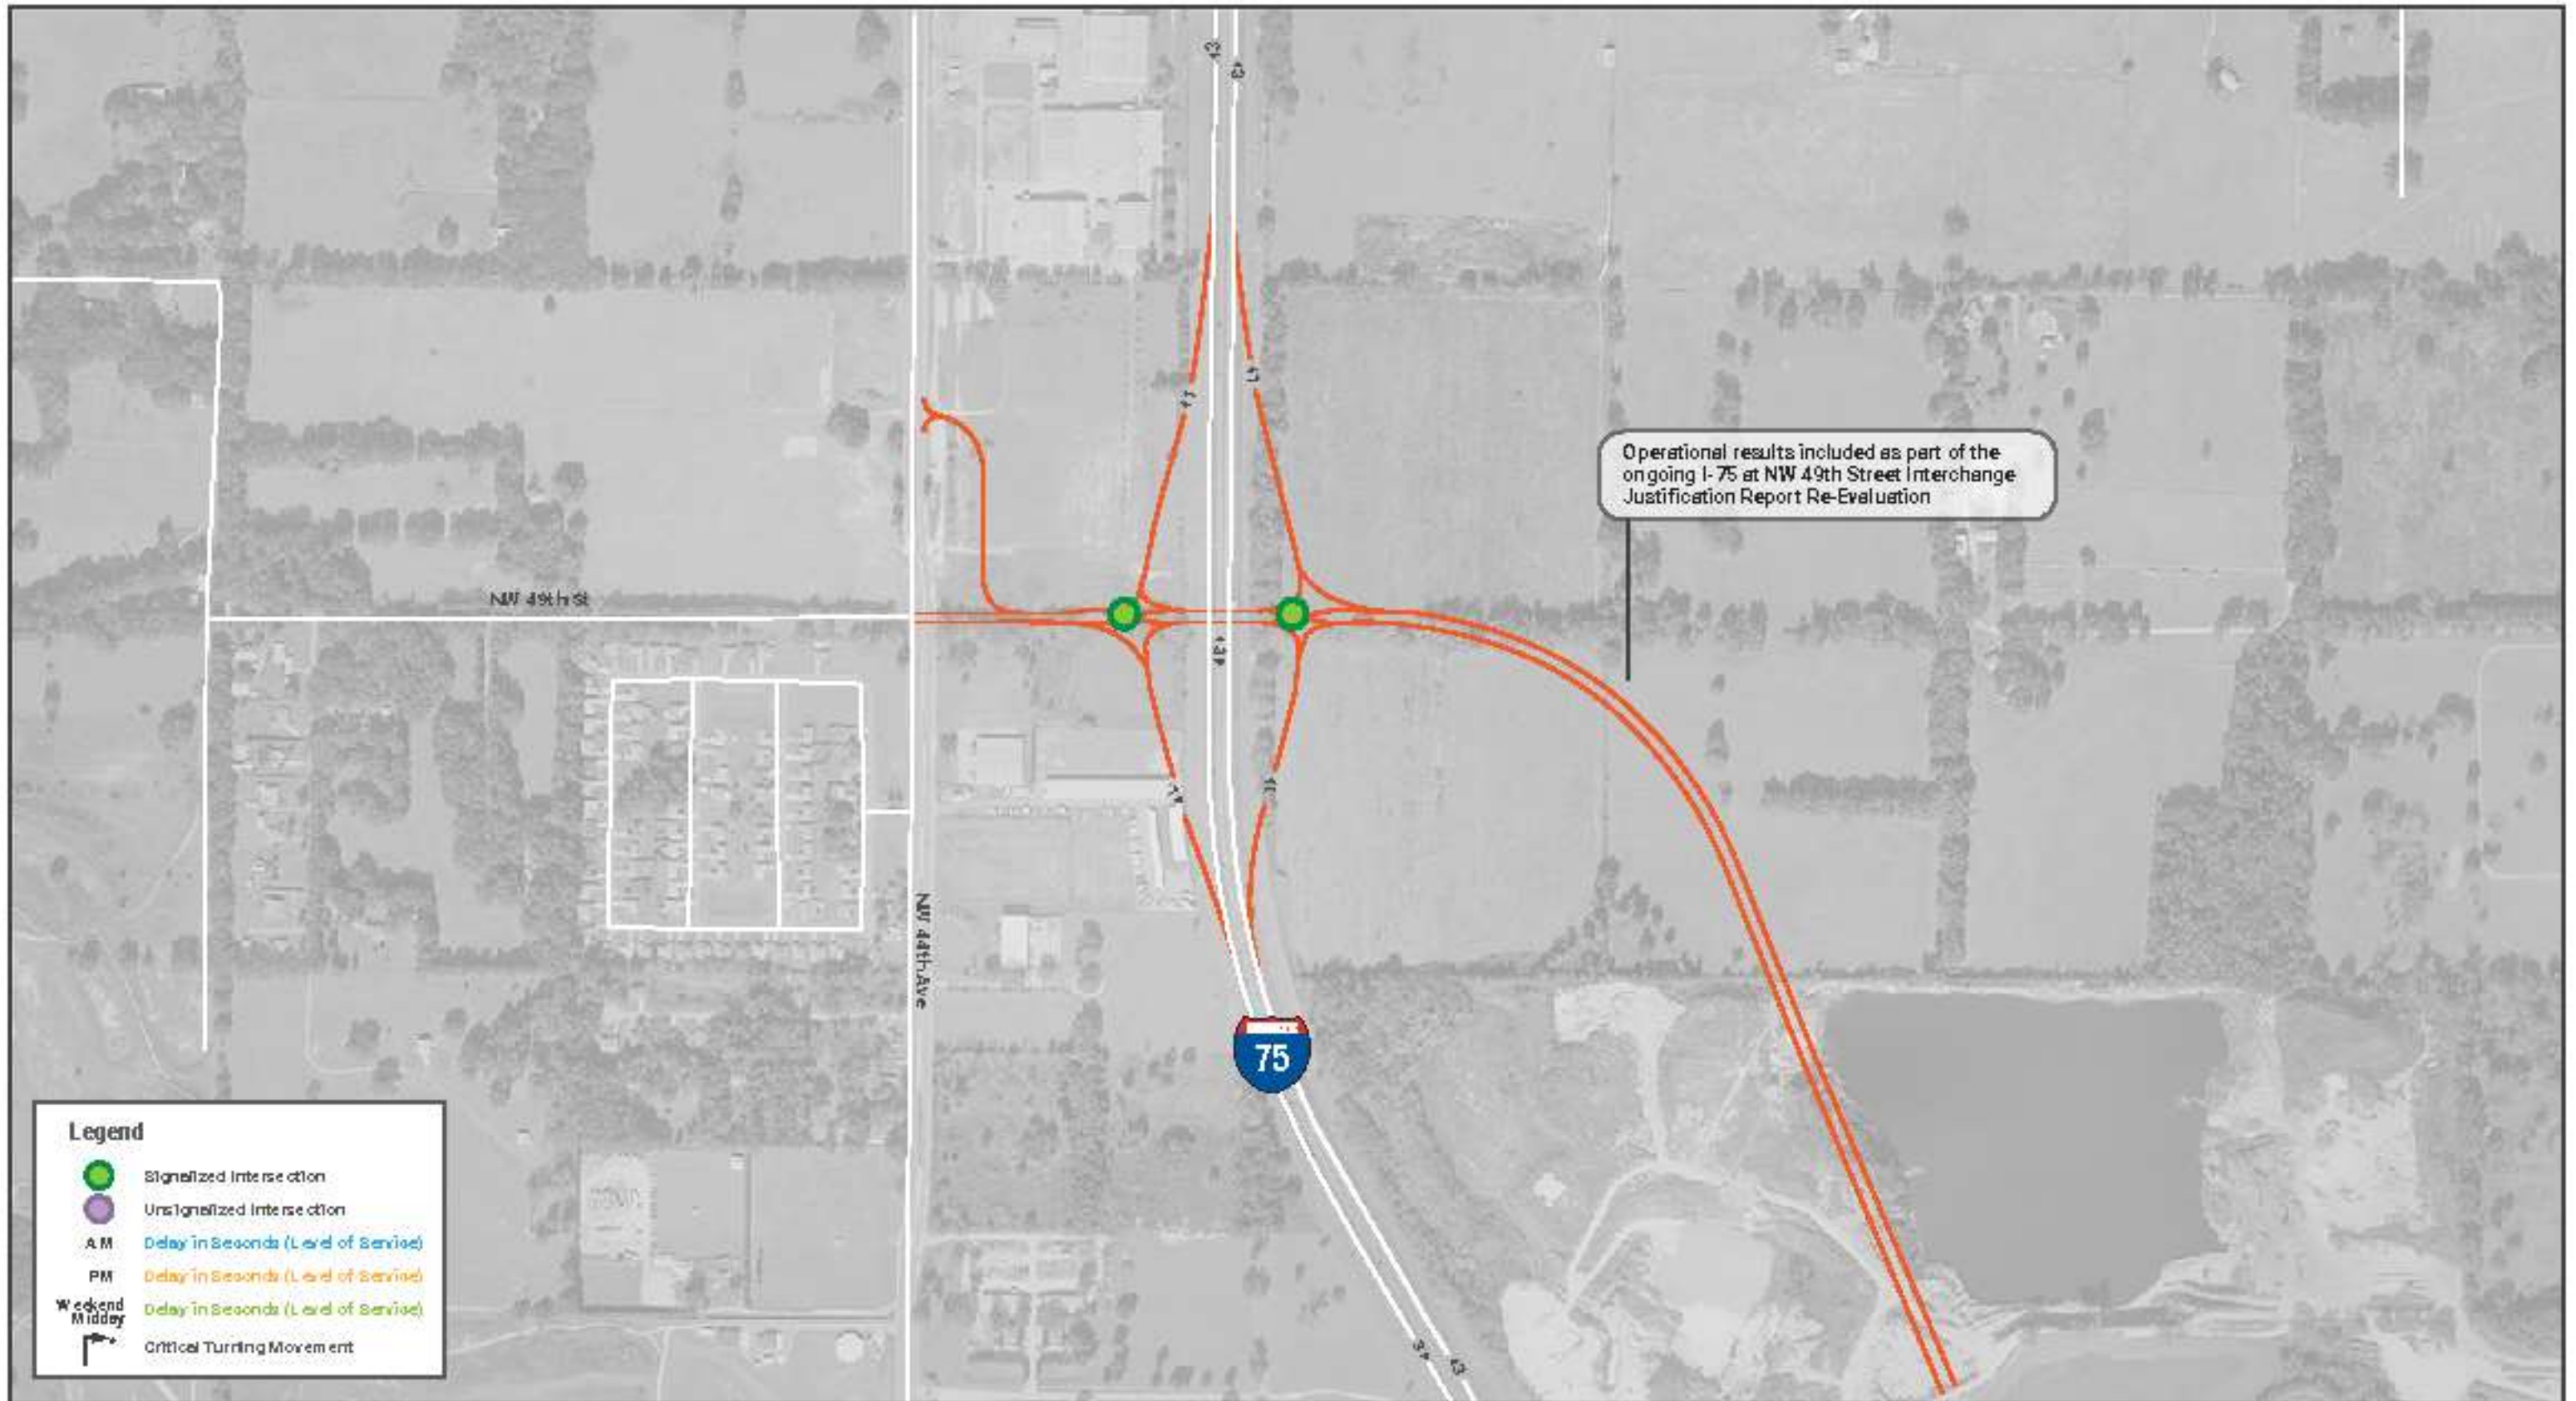 Operational results included as part of the
ongoing I-75 at NW 49th Street Interchange
Justification Report Re-Evaluation
NW 49th St
NW 44th Ave
75
Legend
Signalized Intersection
Unsignalized Intersection
AM Delay in Seconds (Level of Service)
PM Delay in Seconds (Level of Service)
Weekend
Midday Delay in Seconds (Level of Service)
Critical Turning Movement